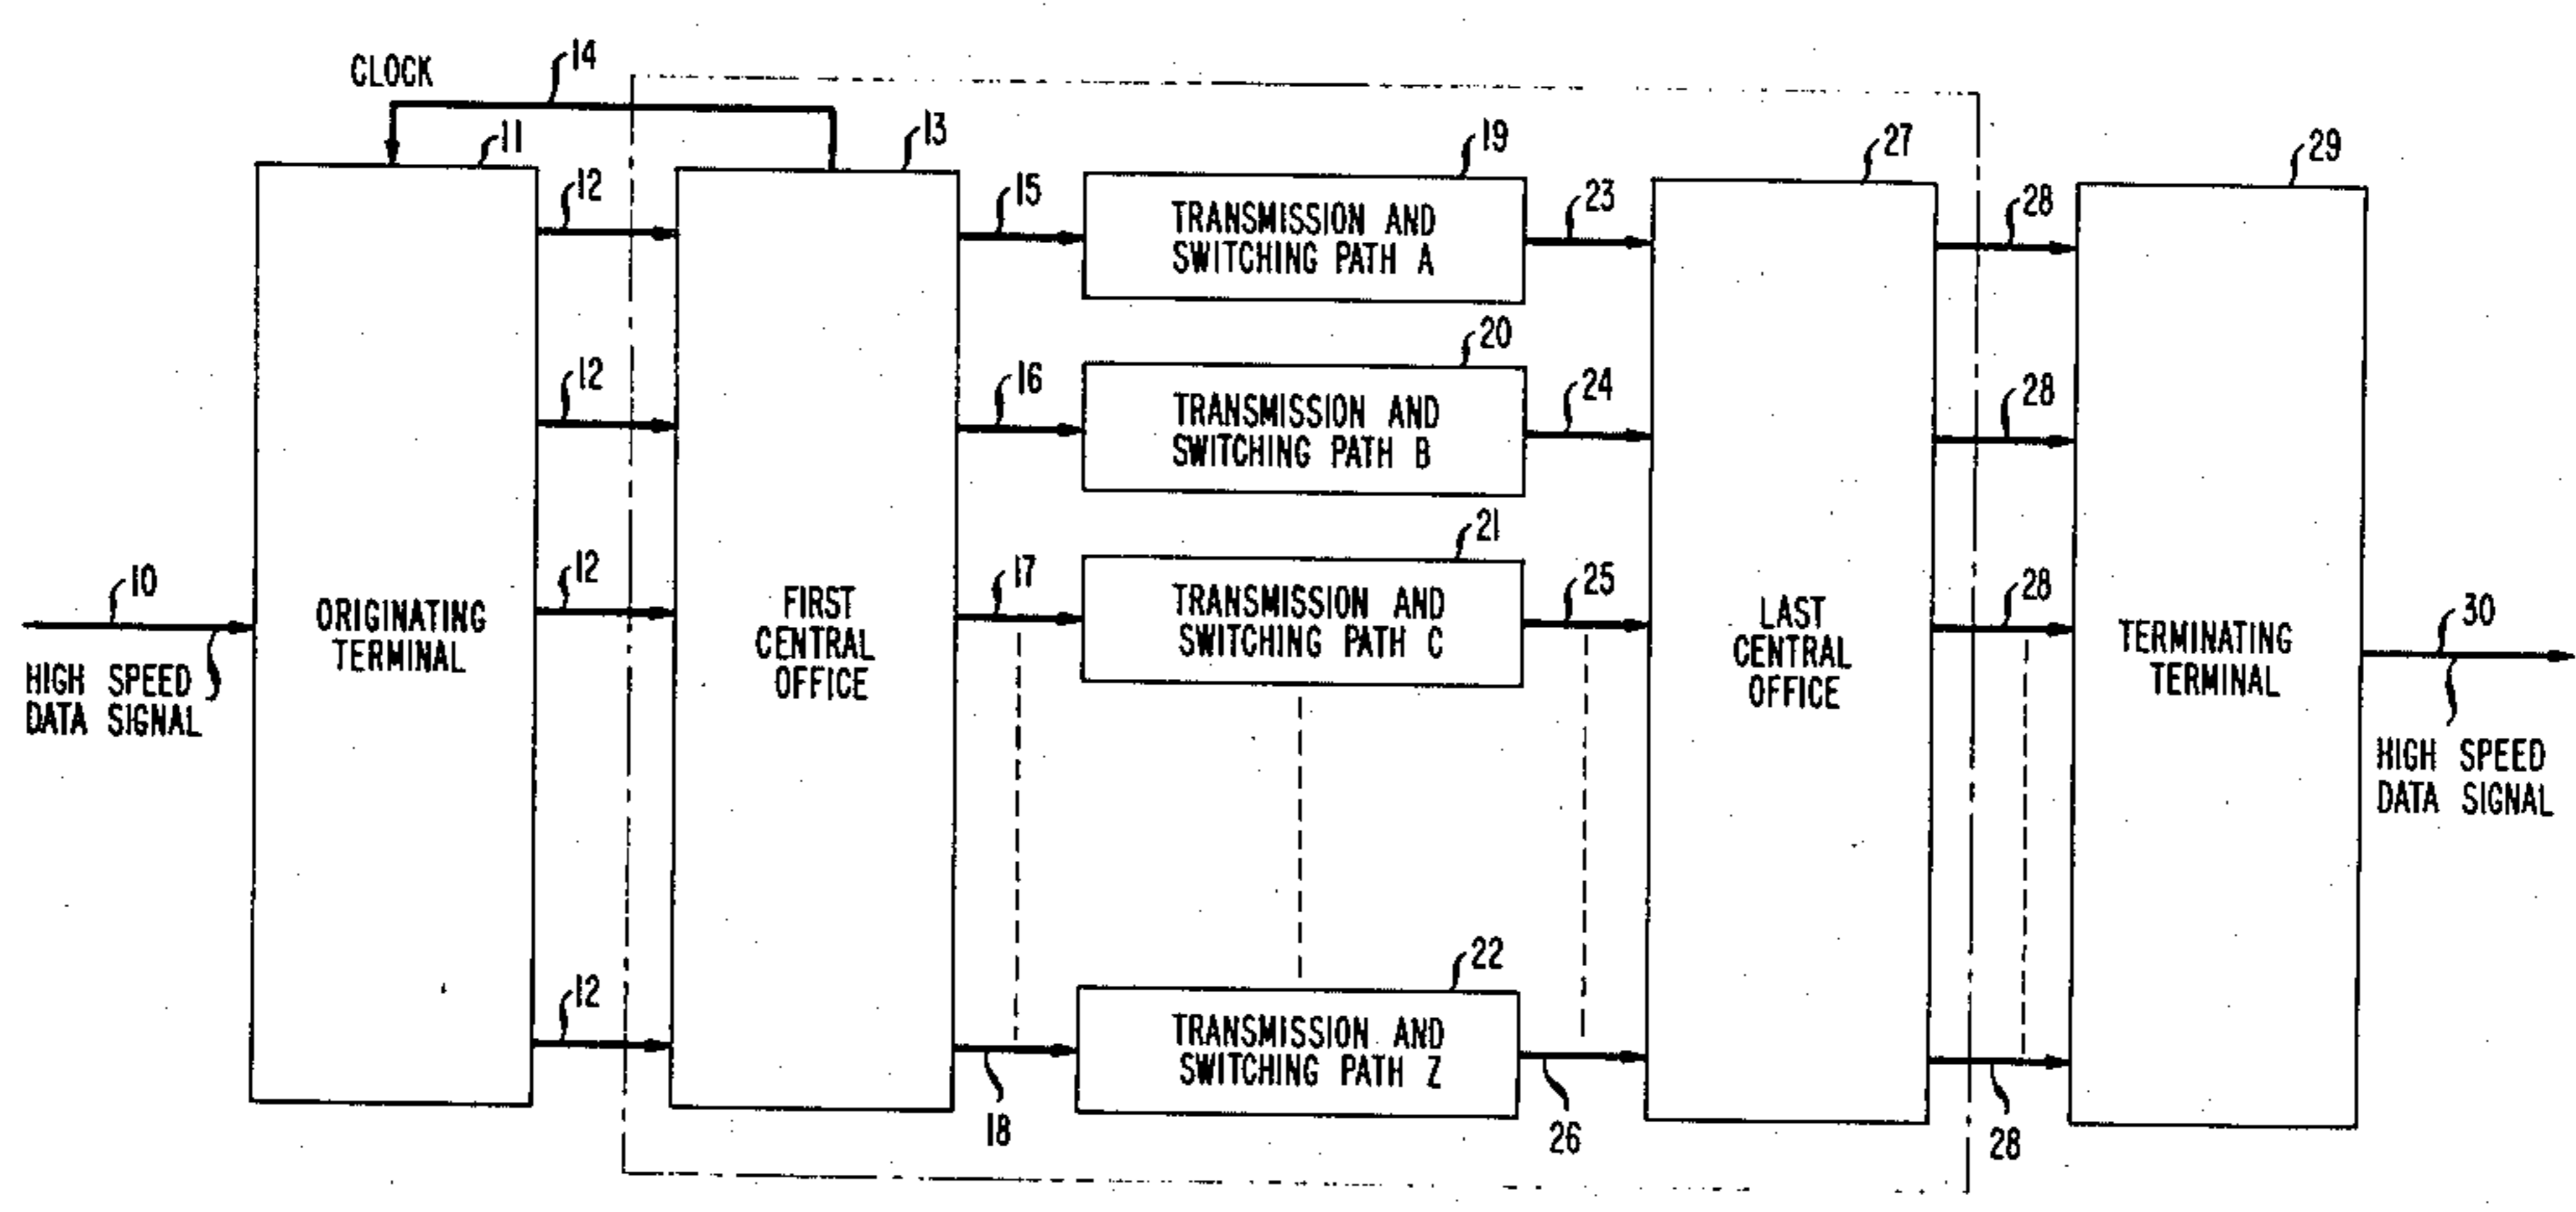 CLOCK
14
11
12
12
12
12
13
10
HIGH SPEED
DATA SIGNAL
ORIGINATING
TERMINAL
FIRST
CENTRAL
OFFICE
15
16
17
18
19
TRANSMISSION AND
SWITCHING PATH A
20
TRANSMISSION AND
SWITCHING PATH B
21
TRANSMISSION AND
SWITCHING PATH C
22
TRANSMISSION AND
SWITCHING PATH Z
23
24
25
26
27
LAST
CENTRAL
OFFICE
28
28
28
28
29
TERMINATING
TERMINAL
30
HIGH SPEED
DATA SIGNAL